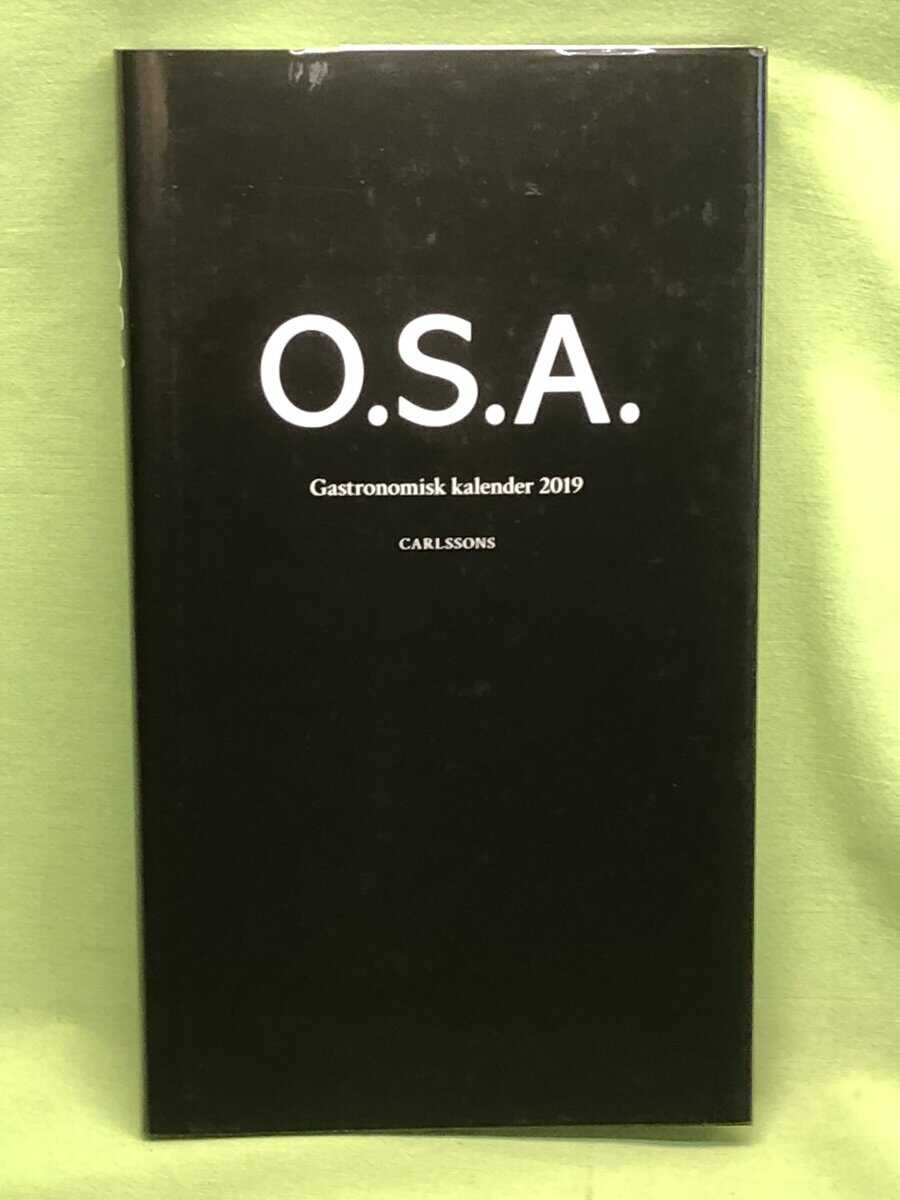 O.S.A.
Gastronomisk kalender 2019
CARLSSONS